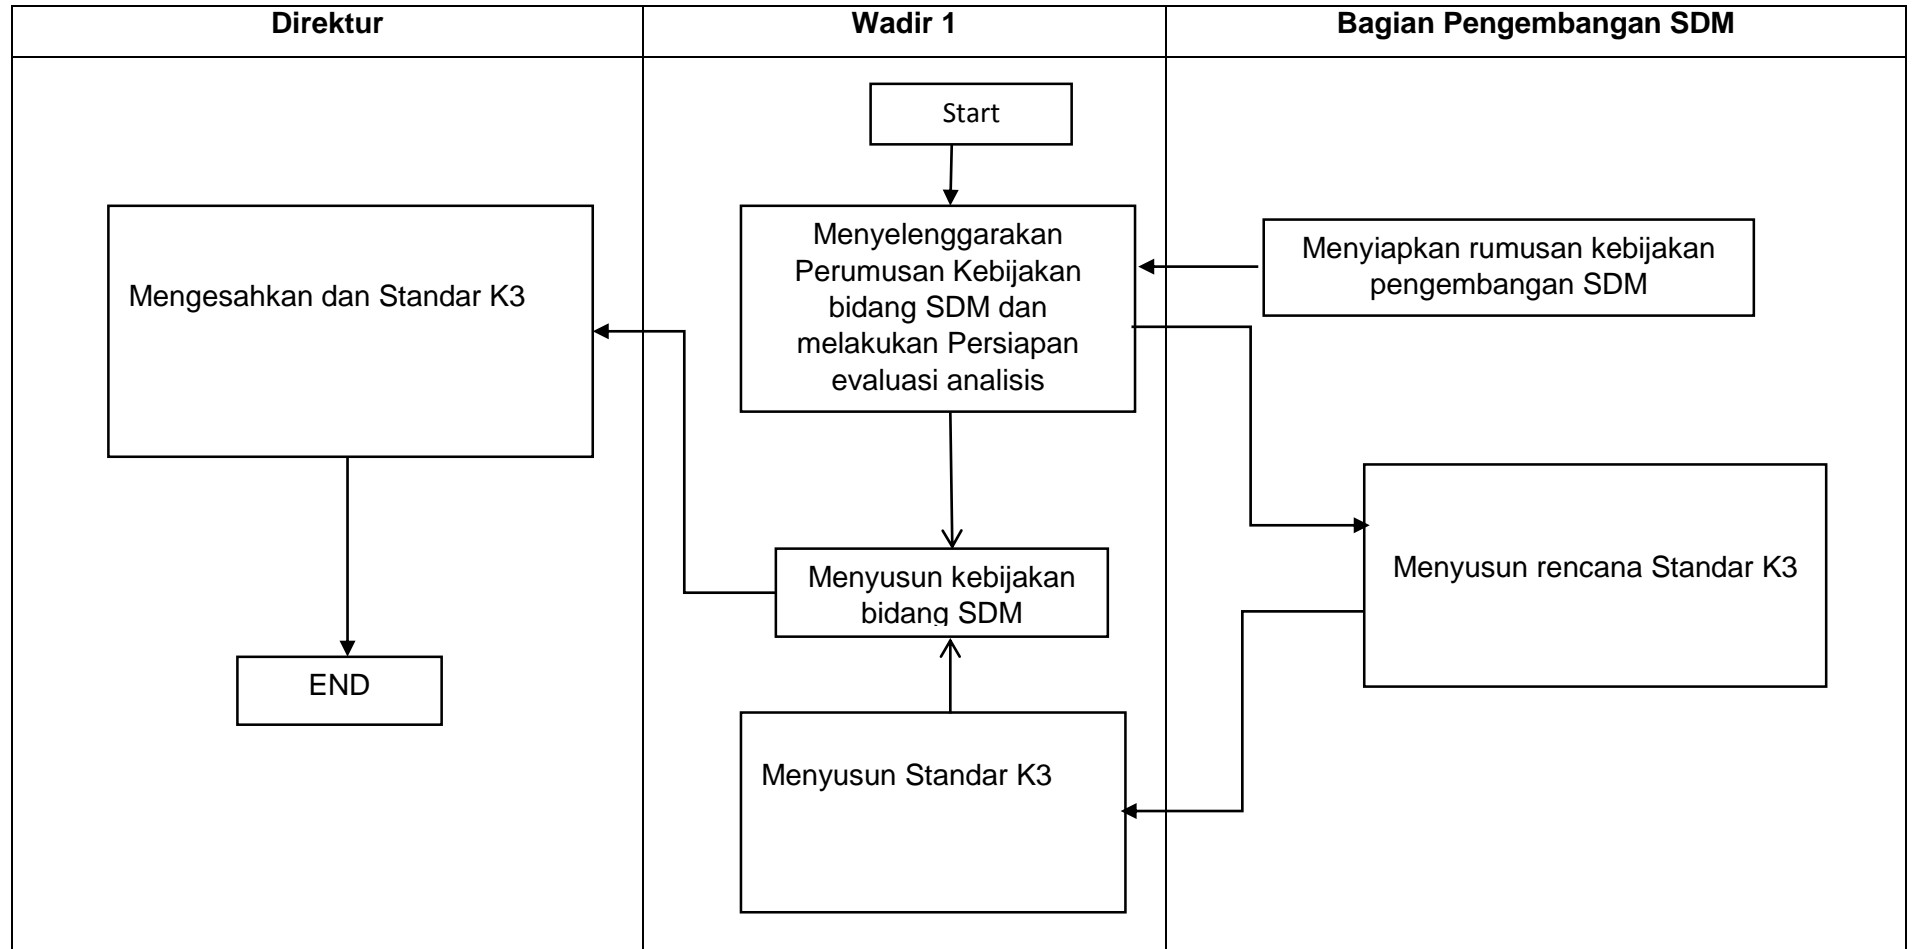 Direktur
Wadir 1
Bagian Pengembangan SDM
Start
Mengesahkan dan Standar K3
Menyelenggarakan
Perumusan Kebijakan
bidang SDM dan
melakukan Persiapan
evaluasi analisis
Menyiapkan rumusan kebijakan
pengembangan SDM
Menyusun kebijakan
bidang SDM
Menyusun rencana Standar K3
END
Menyusun Standar K3